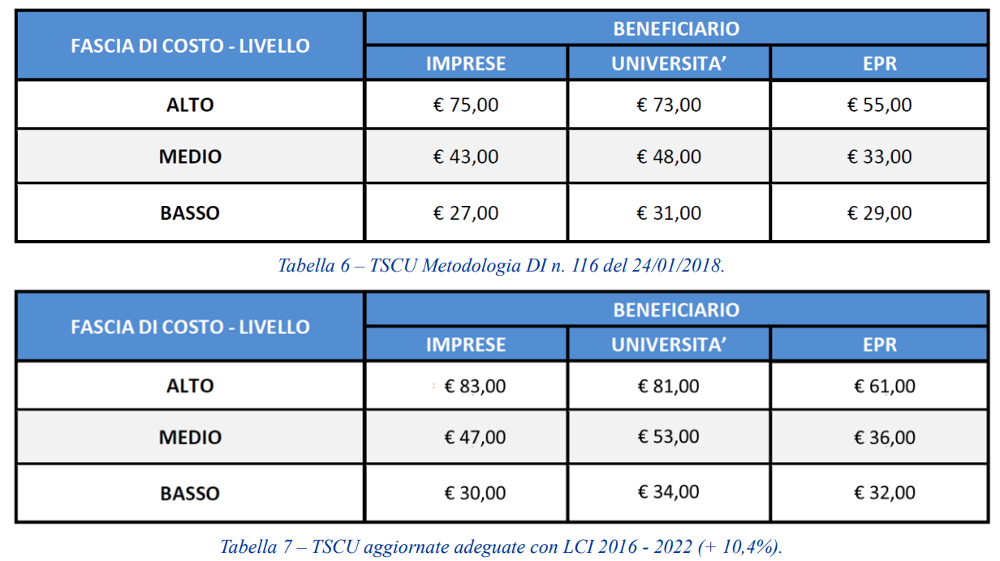 FASCIA DI COSTO - LIVELLO
BENEFICIARIO
IMPRESE UNIVERSITA’ EPR
ALTO € 75,00 € 73,00 € 55,00
MEDIO € 43,00 € 48,00 € 33,00
BASSO € 27,00 € 31,00 € 29,00
Tabella 6 – TSCU Metodologia DI n. 116 del 24/01/2018.
FASCIA DI COSTO - LIVELLO
BENEFICIARIO
IMPRESE UNIVERSITA’ EPR
ALTO € 83,00 € 81,00 € 61,00
MEDIO € 47,00 € 53,00 € 36,00
BASSO € 30,00 € 34,00 € 32,00
Tabella 7 – TSCU aggiornate adeguate con LCI 2016 - 2022 (+ 10,4%).